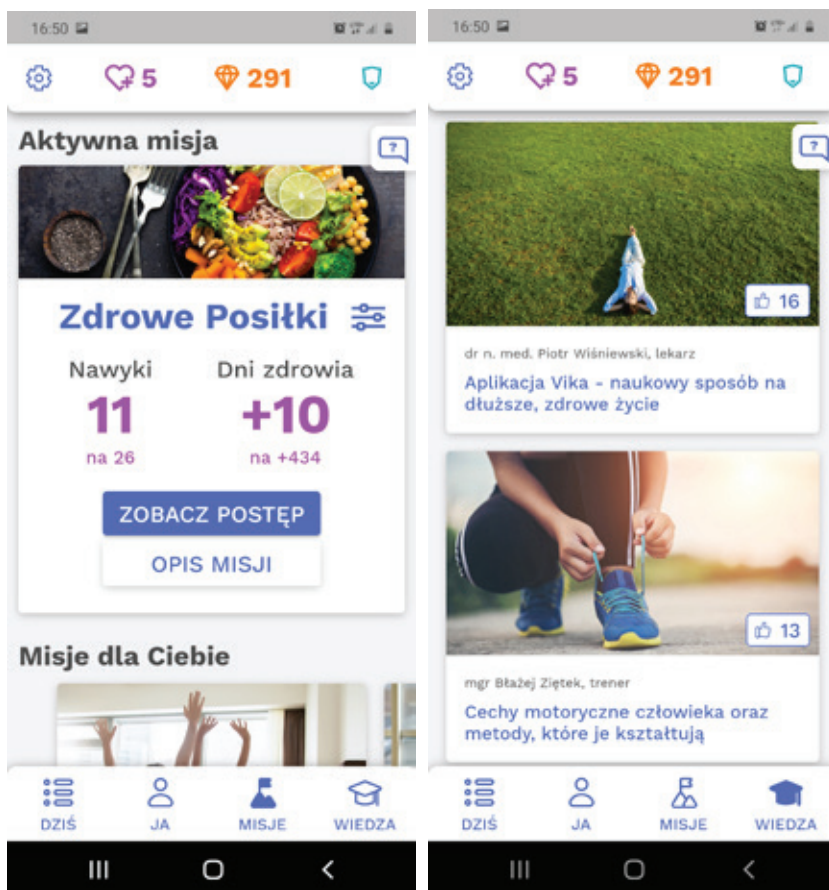 16:50
5
291
Aktywna misja
?
Zdrowe Posiłki
Nawyki
Dni zdrowia
11
+10
na 26
na +434
ZOBACZ POSTĘP
OPIS MISJI
Misje dla Ciebie
DZIŚ
JA
MISJE
WIEDZA
16:50
5
291
?
16
dr n. med. Piotr Wiśniewski, lekarz
Aplikacja Vika - naukowy sposób na
dłuższe, zdrowe życie
13
mgr Błażej Ziętek, trener
Cechy motoryczne człowieka oraz
metody, które je kształtują
DZIŚ
JA
MISJE
WIEDZA